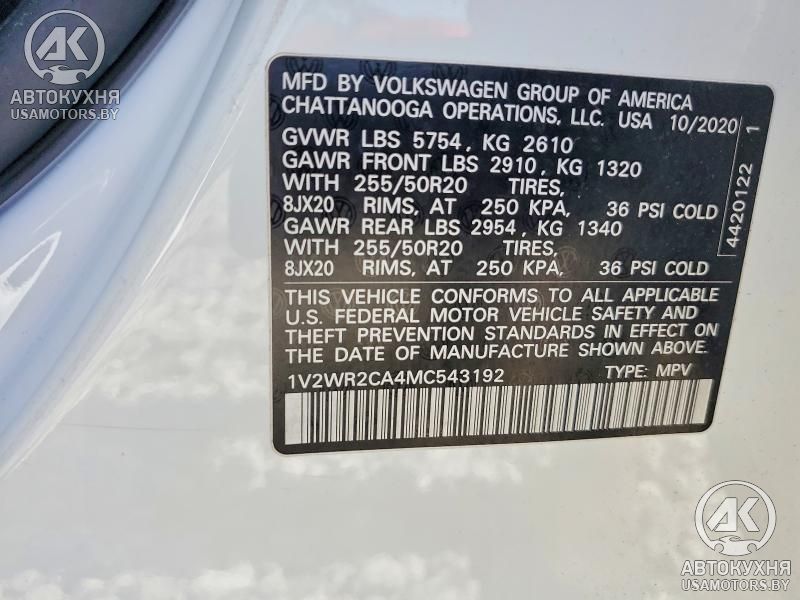 AK
АВТОКУХНЯ
USAMOTORS.BY
MFD BY VOLKSWAGEN GROUP OF AMERICA
CHATTANOOGA OPERATIONS, LLC. USA 10/2020
GVWR LBS 5754, KG 2610
GAWR FRONT LBS 2910, KG 1320
WITH 255/50R20 TIRES,
8JX20 RIMS, AT 250 KPA, 36 PSI COLD
GAWR REAR LBS 2954, KG 1340
WITH 255/50R20 TIRES,
8JX20 RIMS, AT 250 KPA, 36 PSI COLD
THIS VEHICLE CONFORMS TO ALL APPLICABLE
U.S. FEDERAL MOTOR VEHICLE SAFETY AND
THEFT PREVENTION STANDARDS IN EFFECT ON
THE DATE OF MANUFACTURE SHOWN ABOVE.
1V2WR2CA4MC543192 TYPE: MPV
4420122 1
AK
АВТОКУХНЯ
USAMOTORS.BY